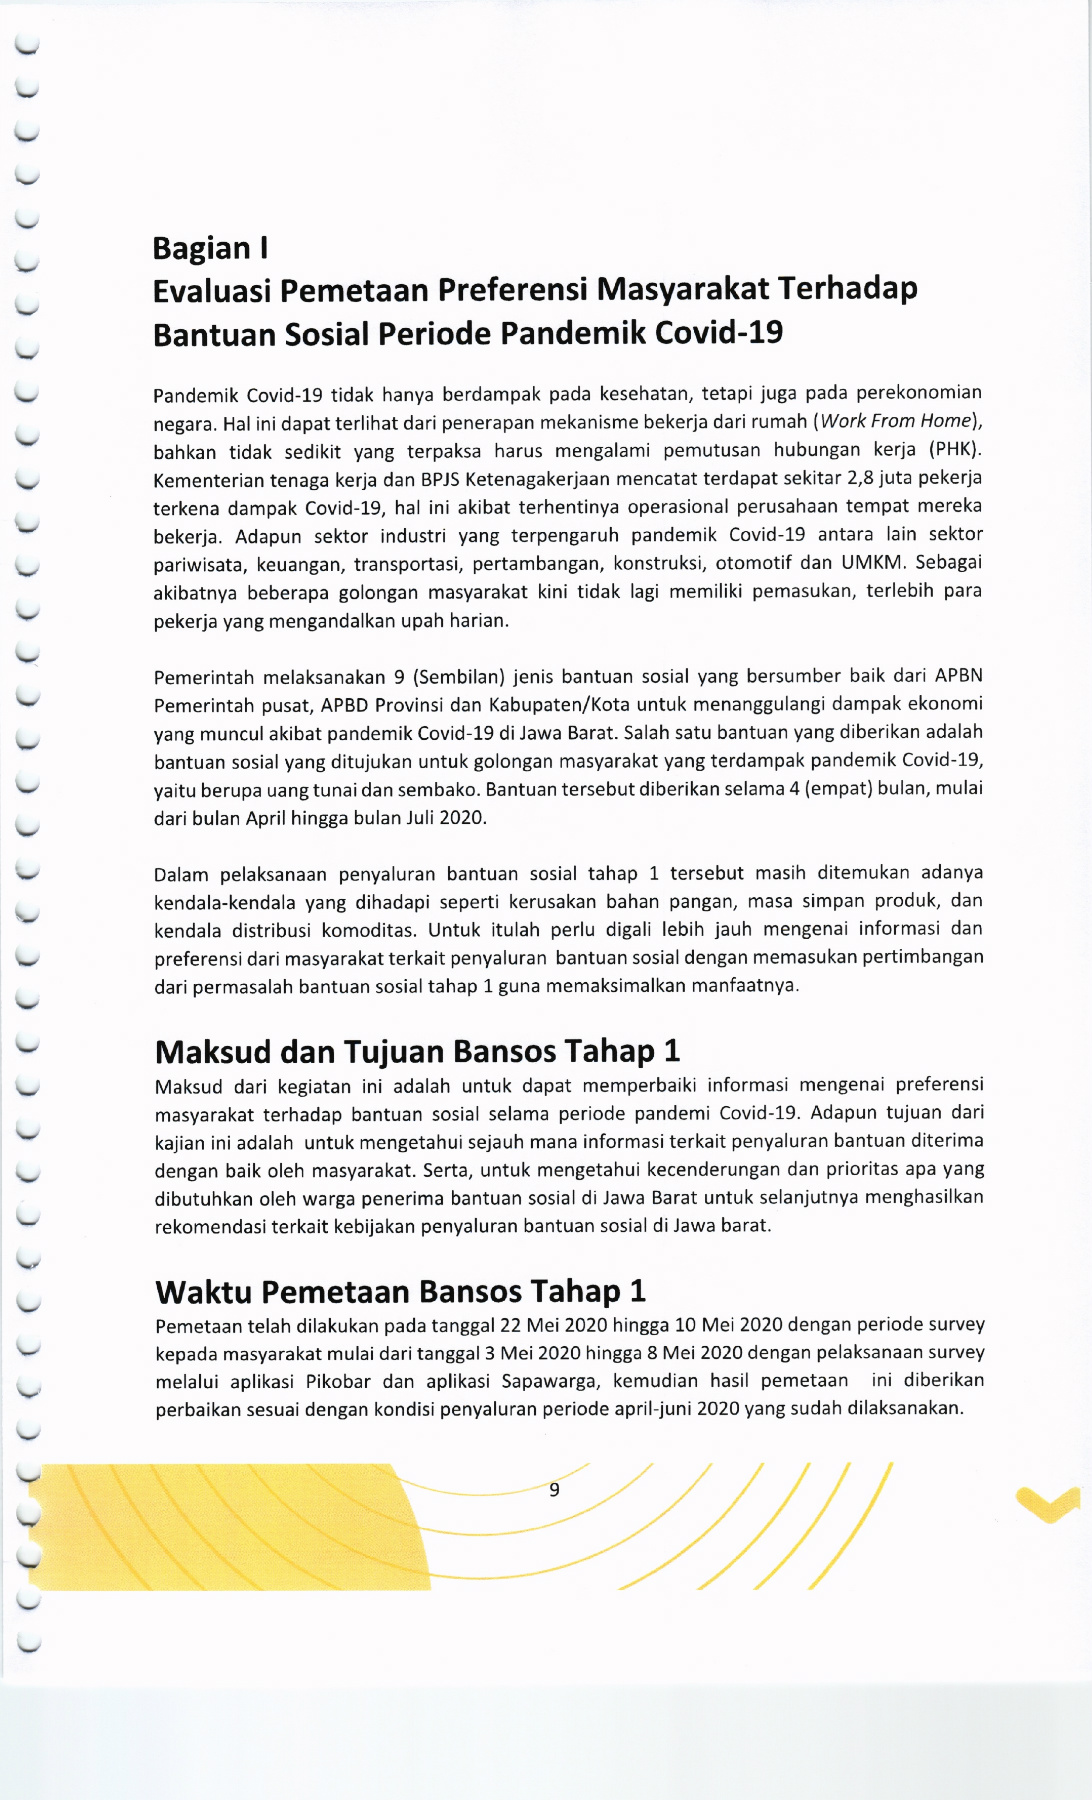 Bagian I
Evaluasi Pemetaan Preferensi Masyarakat Terhadap
Bantuan Sosial Periode Pandemik Covid-19
Pandemik Covid-19 tidak hanya berdampak pada kesehatan, tetapi juga pada perekonomian
negara. Hal ini dapat terlihat dari penerapan mekanisme bekerja dari rumah (Work From Home),
bahkan tidak sedikit yang terpaksa harus mengalami pemutusan hubungan kerja (PHK).
Kementerian tenaga kerja dan BPJS Ketenagakerjaan mencatat terdapat sekitar 2,8 juta pekerja
terkena dampak Covid-19, hal ini akibat terhentinya operasional perusahaan tempat mereka
bekerja. Adapun sektor industri yang terpengaruh pandemik Covid-19 antara lain sektor
pariwisata, keuangan, transportasi, pertambangan, konstruksi, otomotif dan UMKM. Sebagai
akibatnya beberapa golongan masyarakat kini tidak lagi memiliki pemasukan, terlebih para
pekerja yang mengandalkan upah harian.
Pemerintah melaksanakan 9 (Sembilan) jenis bantuan sosial yang bersumber baik dari APBN
Pemerintah pusat, APBD Provinsi dan Kabupaten/Kota untuk menanggulangi dampak ekonomi
yang muncul akibat pandemik Covid-19 di Jawa Barat. Salah satu bantuan yang diberikan adalah
bantuan sosial yang ditujukan untuk golongan masyarakat yang terdampak pandemik Covid-19,
yaitu berupa uang tunai dan sembako. Bantuan tersebut diberikan selama 4 (empat) bulan, mulai
dari bulan April hingga bulan Juli 2020.
Dalam pelaksanaan penyaluran bantuan sosial tahap 1 tersebut masih ditemukan adanya
kendala-kendala yang dihadapi seperti kerusakan bahan pangan, masa simpan produk, dan
kendala distribusi komoditas. Untuk itulah perlu digali lebih jauh mengenai informasi dan
preferensi dari masyarakat terkait penyaluran bantuan sosial dengan memasukan pertimbangan
dari permasalah bantuan sosial tahap 1 guna memaksimalkan manfaatnya.
Maksud dan Tujuan Bansos Tahap 1
Maksud dari kegiatan ini adalah untuk dapat memperbaiki informasi mengenai preferensi
masyarakat terhadap bantuan sosial selama periode pandemi Covid-19. Adapun tujuan dari
kajian ini adalah untuk mengetahui sejauh mana informasi terkait penyaluran bantuan diterima
dengan baik oleh masyarakat. Serta, untuk mengetahui kecenderungan dan prioritas apa yang
dibutuhkan oleh warga penerima bantuan sosial di Jawa Barat untuk selanjutnya menghasilkan
rekomendasi terkait kebijakan penyaluran bantuan sosial di Jawa barat.
Waktu Pemetaan Bansos Tahap 1
Pemetaan telah dilakukan pada tanggal 22 Mei 2020 hingga 10 Mei 2020 dengan periode survey
kepada masyarakat mulai dari tanggal 3 Mei 2020 hingga 8 Mei 2020 dengan pelaksanaan survey
melalui aplikasi Pikobar dan aplikasi Sapawarga, kemudian hasil pemetaan ini diberikan
perbaikan sesuai dengan kondisi penyaluran periode april-juni 2020 yang sudah dilaksanakan.
9